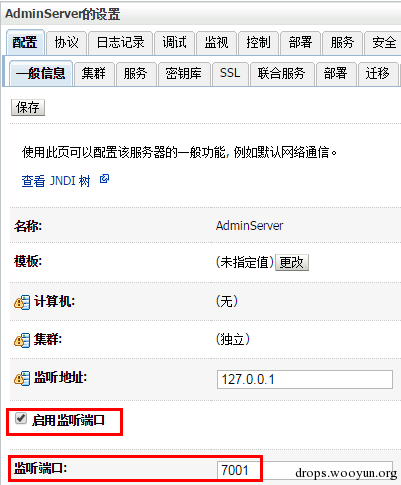 AdminServer的设置
配置 协议 日志记录 调试 监视 控制 部署 服务 安全
一般信息 集群 服务 密钥库 SSL 联合服务 部署 迁移
保存
使用此页可以配置该服务器的一般功能, 例如默认网络通信。
查看 JNDI 树
名称: AdminServer
模板: (未指定值) 更改
计算机: (无)
集群: (独立)
监听地址: 127.0.0.1
启用监听端口
监听端口: 7001
drops.wooyun.org